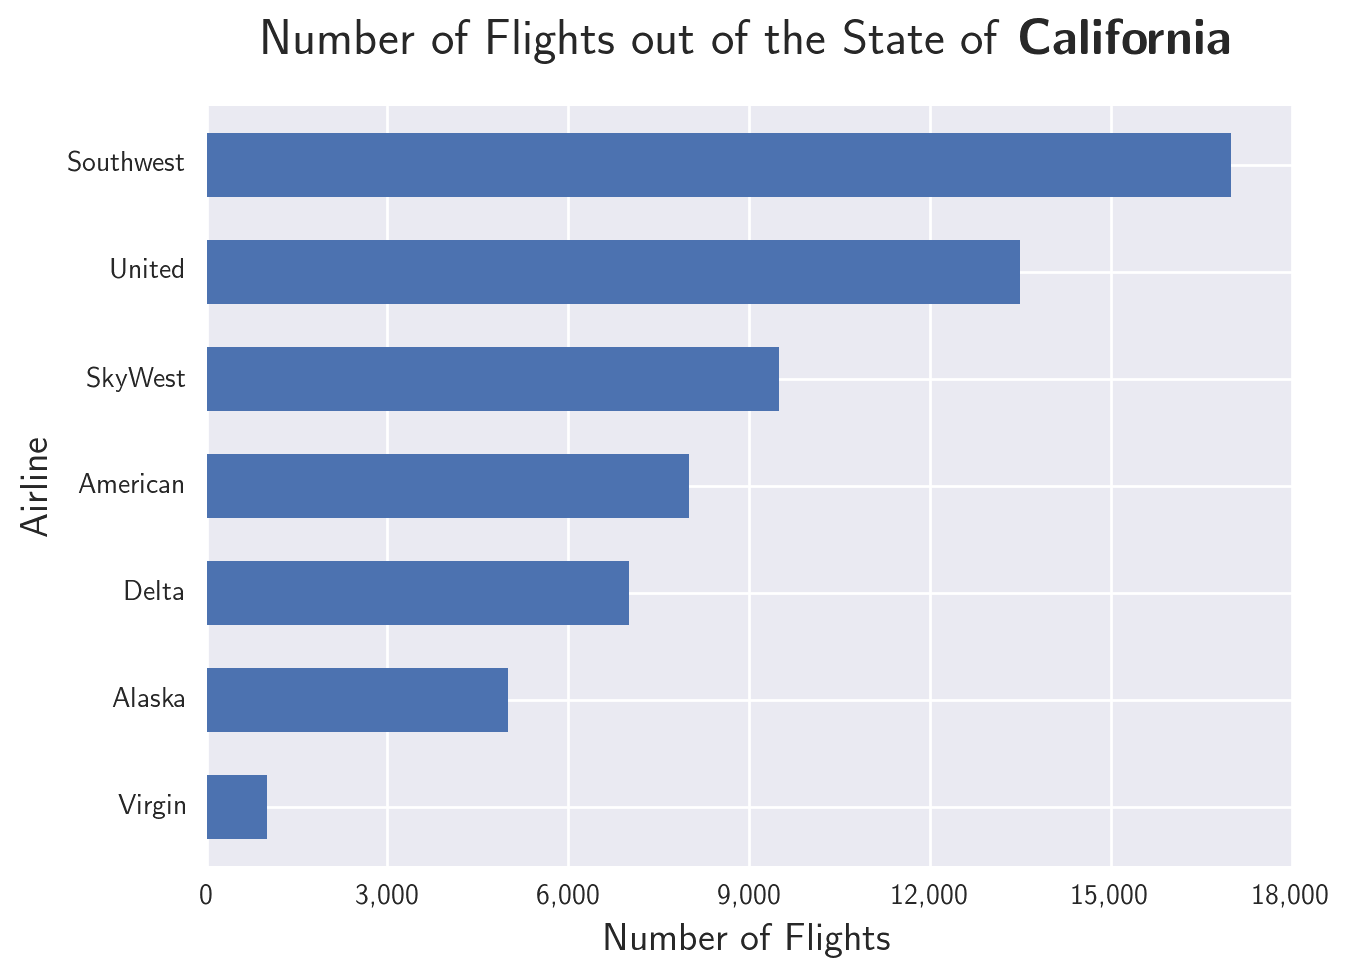 Number of Flights out of the State of California
Southwest
United
SkyWest
American
Delta
Alaska
Virgin
Airline
0 3,000 6,000 9,000 12,000 15,000 18,000
Number of Flights